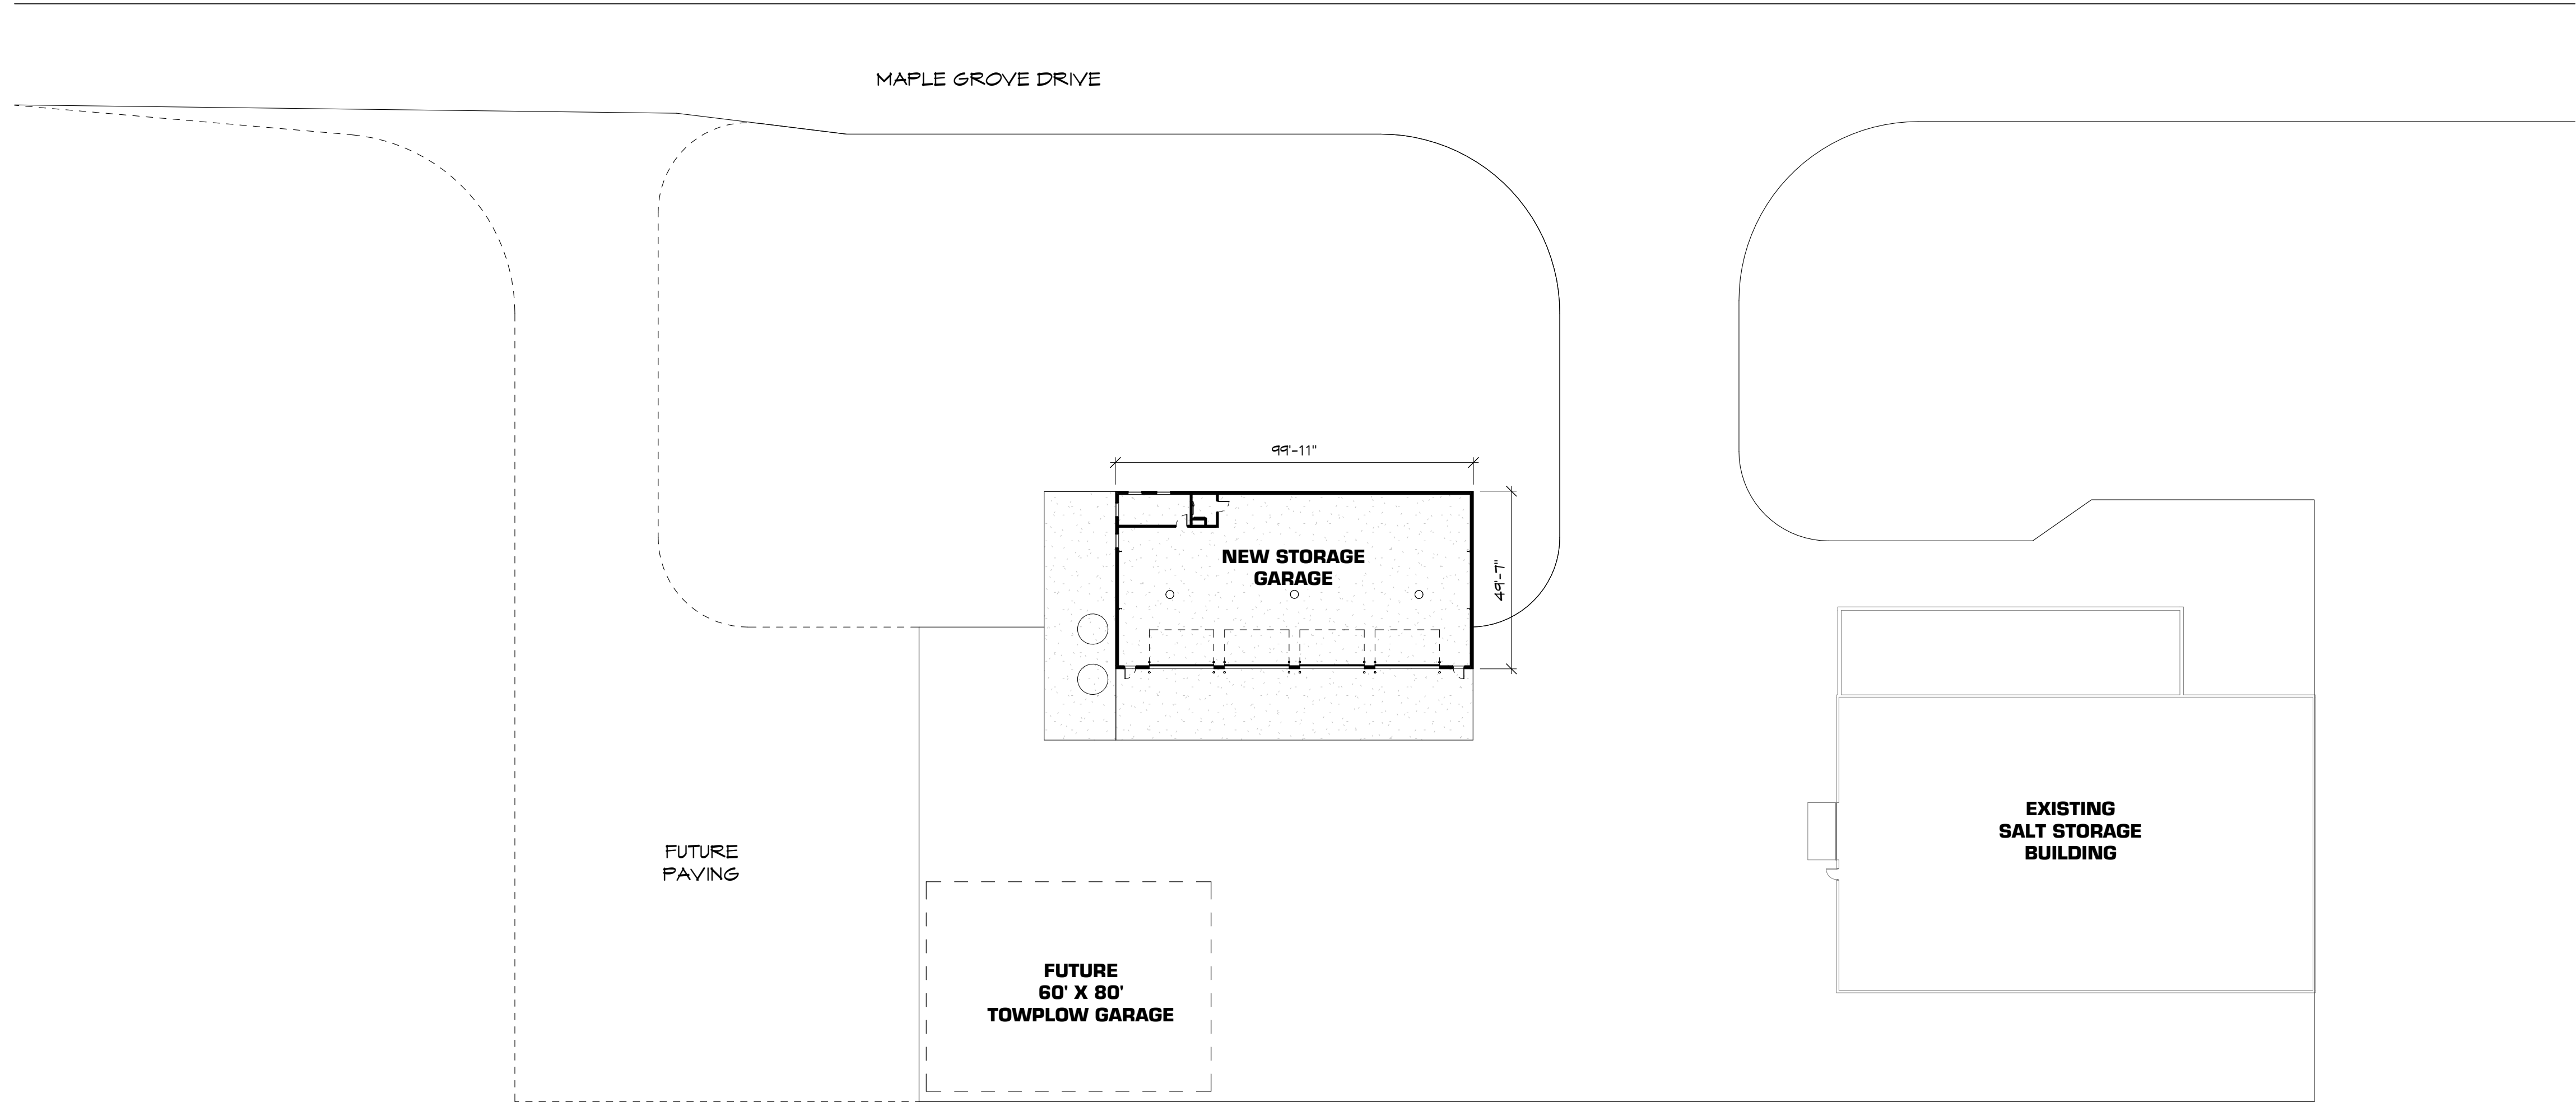 MAPLE GROVE DRIVE
99'-11"
NEW STORAGE
GARAGE
49'-7"
EXISTING
SALT STORAGE
BUILDING
FUTURE
PAVING
FUTURE
60' X 80'
TOWPLOW GARAGE